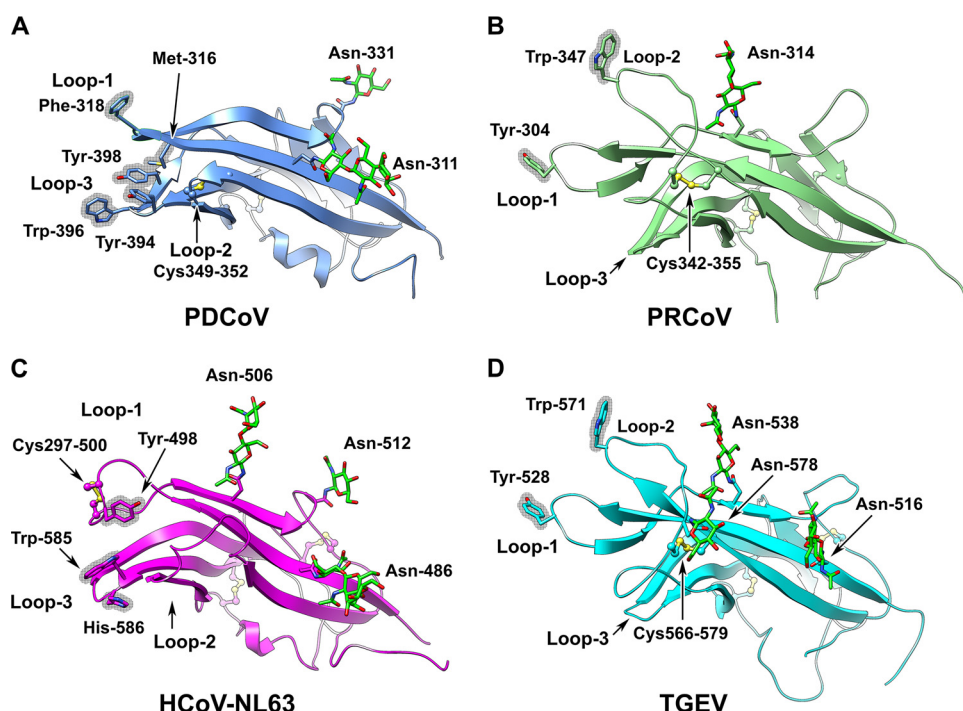 A
Met-316
Asn-331
Loop-1
Phe-318
Tyr-398
Loop-3
Asn-311
Trp-396
Tyr-394
Loop-2
Cys349-352
PDCoV
B
Trp-347
Loop-2
Asn-314
Tyr-304
Loop-1
Loop-3
Cys342-355
PRCoV
C
Asn-506
Loop-1
Cys297-500
Tyr-498
Asn-512
Trp-585
Loop-3
Asn-486
His-586
Loop-2
HCoV-NL63
D
Trp-571
Loop-2
Asn-538
Asn-578
Tyr-528
Asn-516
Loop-1
Loop-3
Cys566-579
TGEV